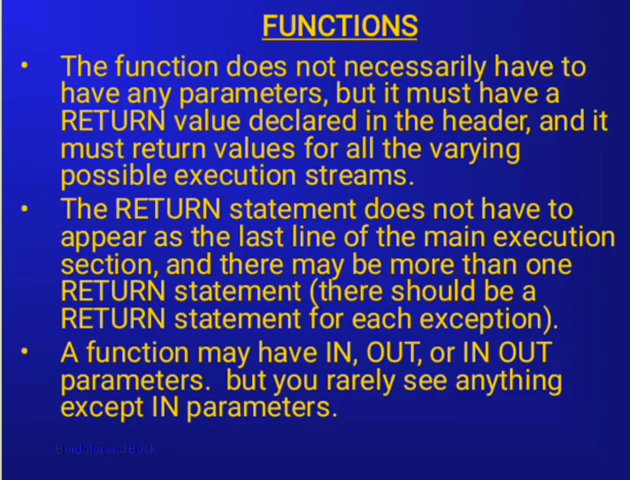 FUNCTIONS
• The function does not necessarily have to
have any parameters, but it must have a
RETURN value declared in the header, and it
must return values for all the varying
possible execution streams.
• The RETURN statement does not have to
appear as the last line of the main execution
section, and there may be more than one
RETURN statement (there should be a
RETURN statement for each exception).
• A function may have IN, OUT, or IN OUT
parameters.  but you rarely see anything
except IN parameters.